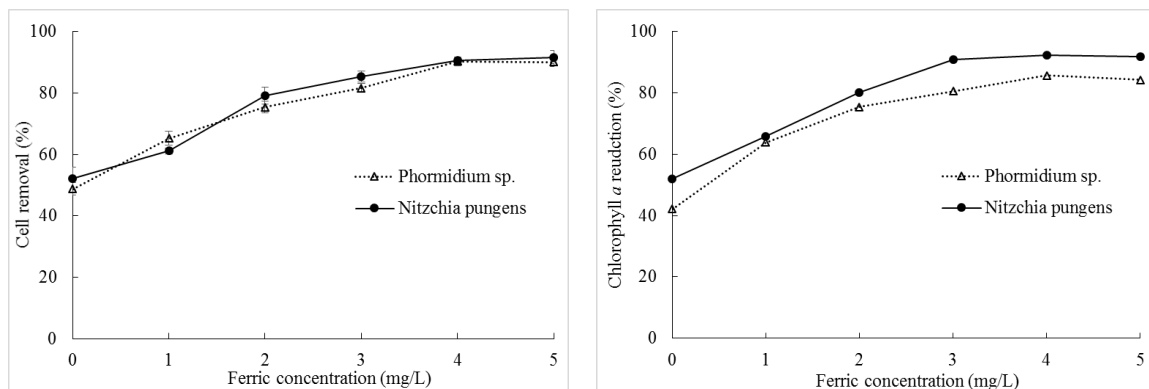 100
80
60
40
20
0
Cell removal (%)
Phormidium sp.
Nitzchia pungens
0 1 2 3 4 5
Ferric concentration (mg/L)
100
80
60
40
20
0
Chlorophyll a reudction (%)
Phormidium sp.
Nitzchia pungens
0 1 2 3 4 5
Ferric concentration (mg/L)